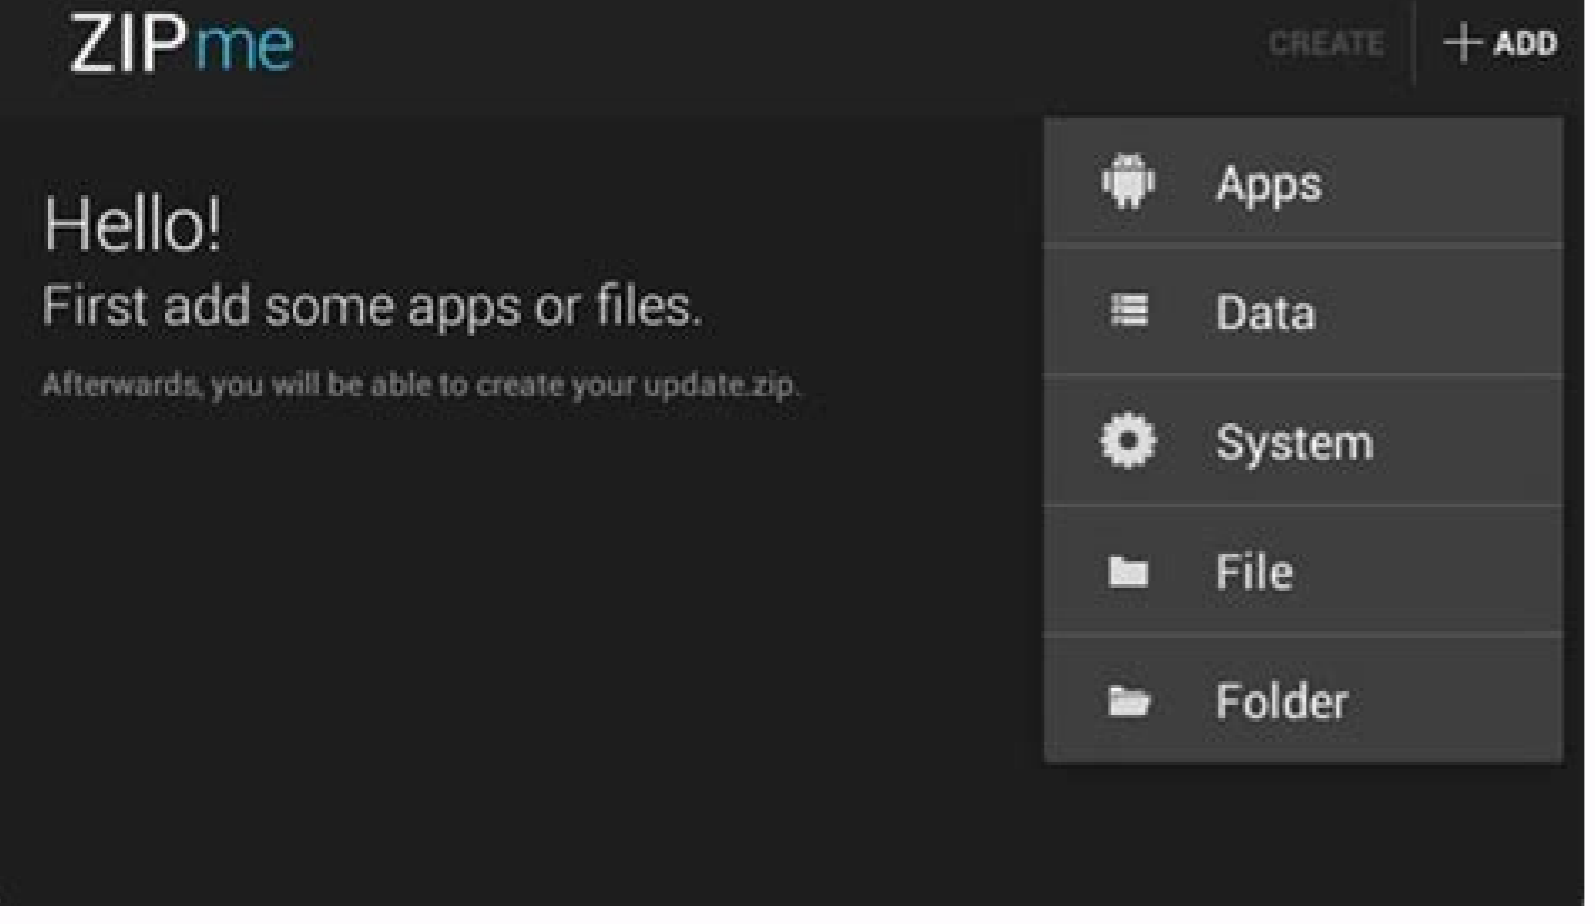 ZIPme
CREATE
ADD
Hello!
First add some apps or files.
Afterwards, you will be able to create your update.zip.
Apps
Data
System
File
Folder